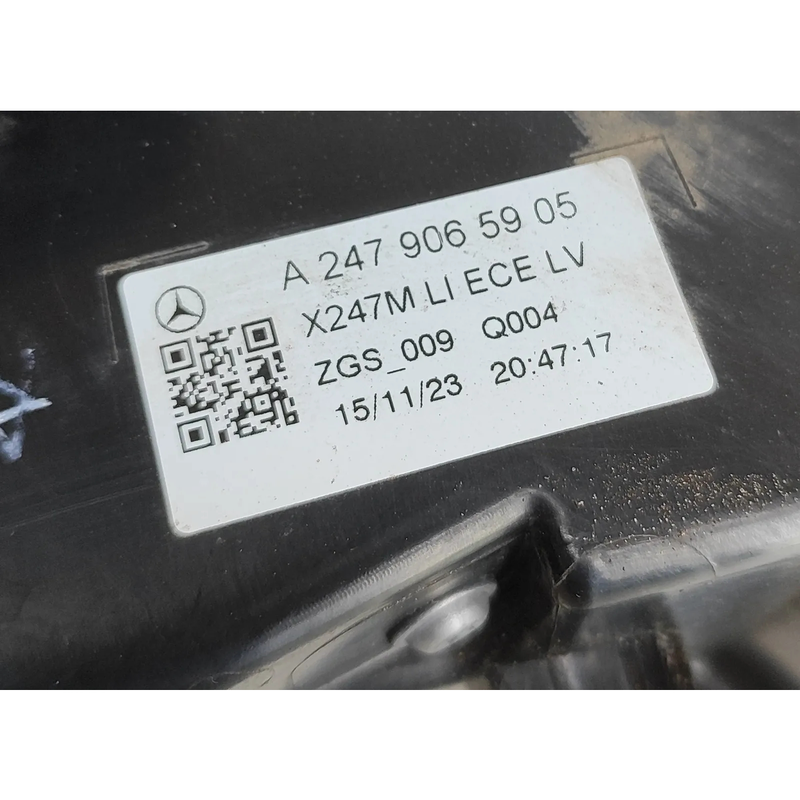 A 247 906 59 05
X247M LI ECE LV
ZGS_009 Q004
15/11/23 20:47:17